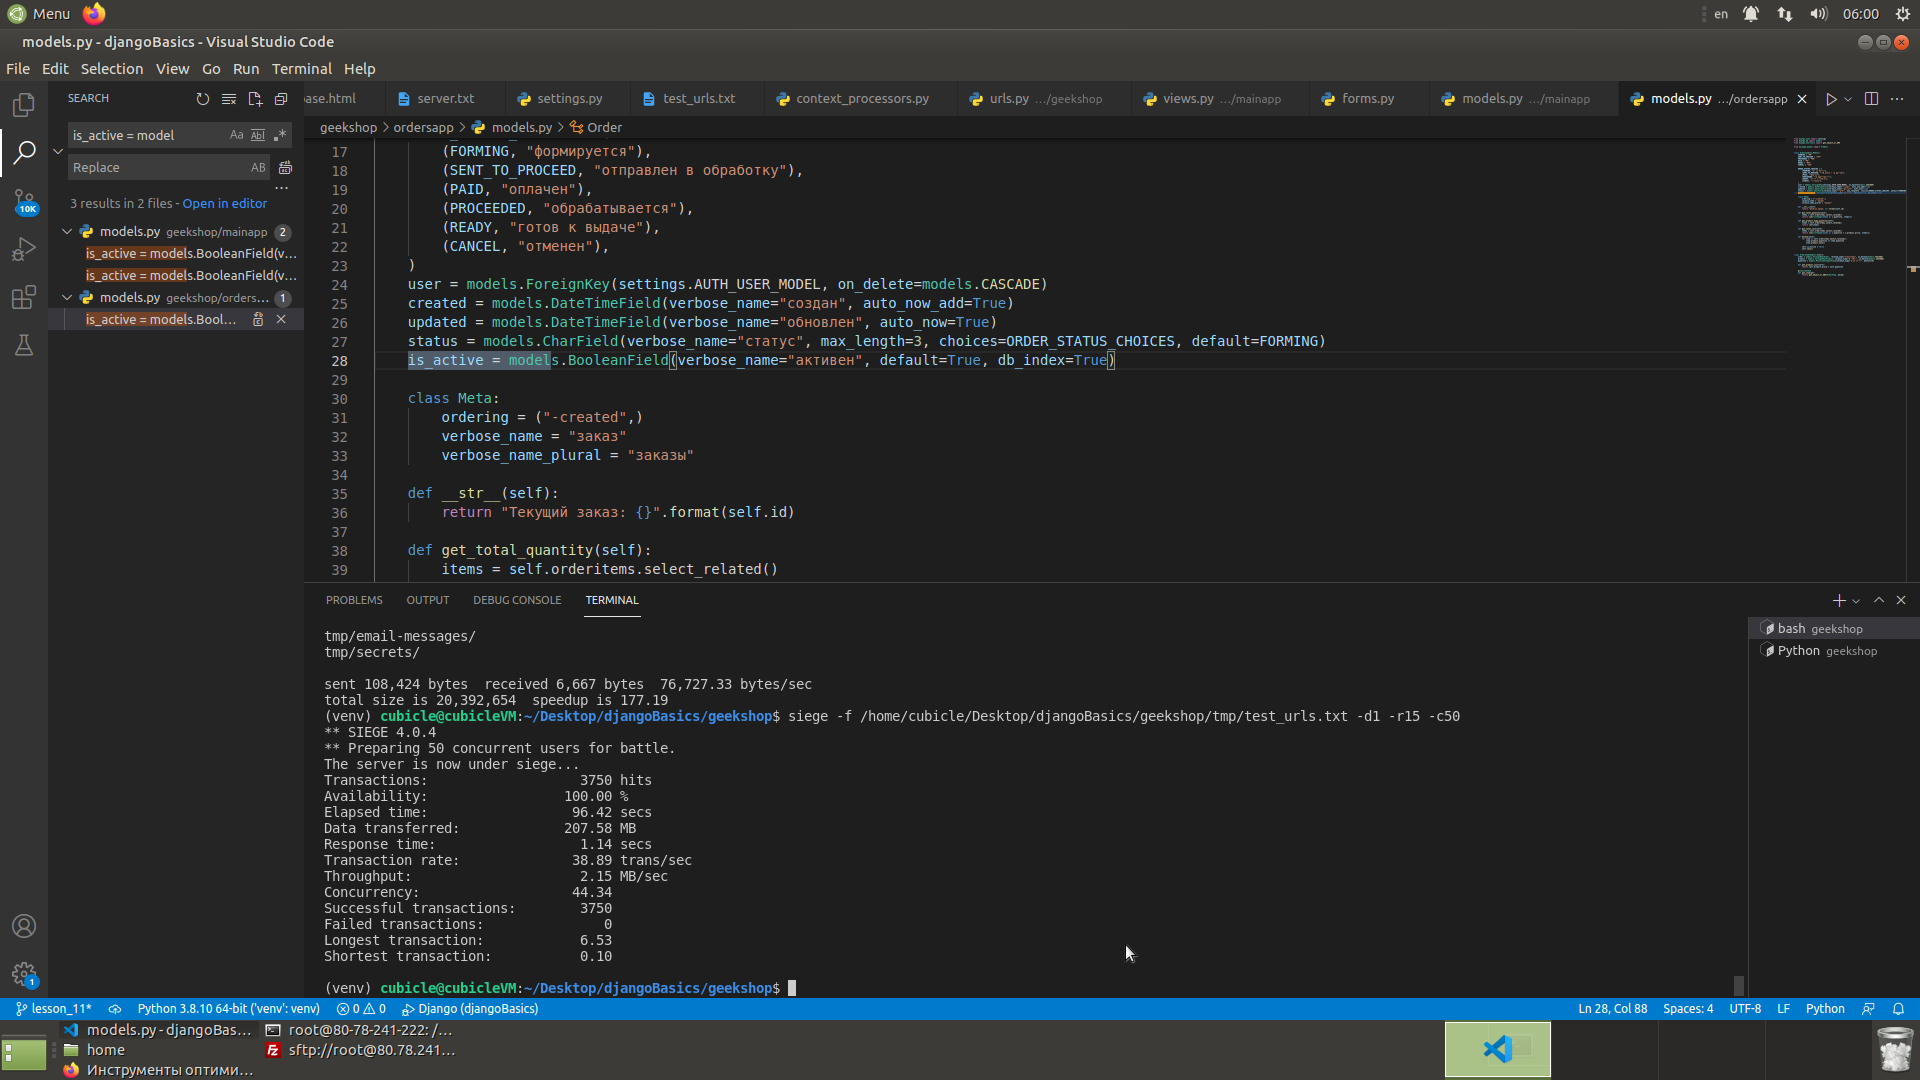 Menu
en
06:00
models.py - djangoBasics - Visual Studio Code
File Edit Selection View Go Run Terminal Help
SEARCH
ase.html
server.txt
settings.py
test_urls.txt
context_processors.py
urls.py .../geekshop
views.py .../mainapp
forms.py
models.py .../mainapp
models.py .../ordersapp
is_active = model
Aa Abl .*
Replace
AB
...
3 results in 2 files - Open in editor
models.py geekshop/mainapp 2
is_active = models.BooleanField(v...
is_active = models.BooleanField(v...
models.py geekshop/orders... 1
is_active = models.Bool...
10K
1
geekshop > ordersapp > models.py > Order
17 (FORMING, "формируется"),
18 (SENT_TO_PROCEED, "отправлен в обработку"),
19 (PAID, "оплачен"),
20 (PROCEEDED, "обрабатывается"),
21 (READY, "готов к выдаче"),
22 (CANCEL, "отменен"),
23 )
24 user = models.ForeignKey(settings.AUTH_USER_MODEL, on_delete=models.CASCADE)
25 created = models.DateTimeField(verbose_name="создан", auto_now_add=True)
26 updated = models.DateTimeField(verbose_name="обновлен", auto_now=True)
27 status = models.CharField(verbose_name="статус", max_length=3, choices=ORDER_STATUS_CHOICES, default=FORMING)
28 is_active = models.BooleanField(verbose_name="активен", default=True, db_index=True)
29
30 class Meta:
31 ordering = ("-created",)
32 verbose_name = "заказ"
33 verbose_name_plural = "заказы"
34
35 def __str__(self):
36 return "Текущий заказ: {}".format(self.id)
37
38 def get_total_quantity(self):
39 items = self.orderitems.select_related()
PROBLEMS OUTPUT DEBUG CONSOLE TERMINAL
bash geekshop
Python geekshop
tmp/email-messages/
tmp/secrets/
sent 108,424 bytes received 6,667 bytes 76,727.33 bytes/sec
total size is 20,392,654 speedup is 177.19
(venv) cubicle@cubicleVM:~/Desktop/djangoBasics/geekshop$ siege -f /home/cubicle/Desktop/djangoBasics/geekshop/tmp/test_urls.txt -d1 -r15 -c50
** SIEGE 4.0.4
** Preparing 50 concurrent users for battle.
The server is now under siege...
Transactions: 3750 hits
Availability: 100.00 %
Elapsed time: 96.42 secs
Data transferred: 207.58 MB
Response time: 1.14 secs
Transaction rate: 38.89 trans/sec
Throughput: 2.15 MB/sec
Concurrency: 44.34
Successful transactions: 3750
Failed transactions: 0
Longest transaction: 6.53
Shortest transaction: 0.10
(venv) cubicle@cubicleVM:~/Desktop/djangoBasics/geekshop$
lesson_11* Python 3.8.10 64-bit ('venv': venv) 0 0 Django (djangoBasics) Ln 28, Col 88 Spaces: 4 UTF-8 LF Python
models.py - djangoBas...
root@80-78-241-222: /...
home
sftp://root@80.78.241...
Инструменты оптими...